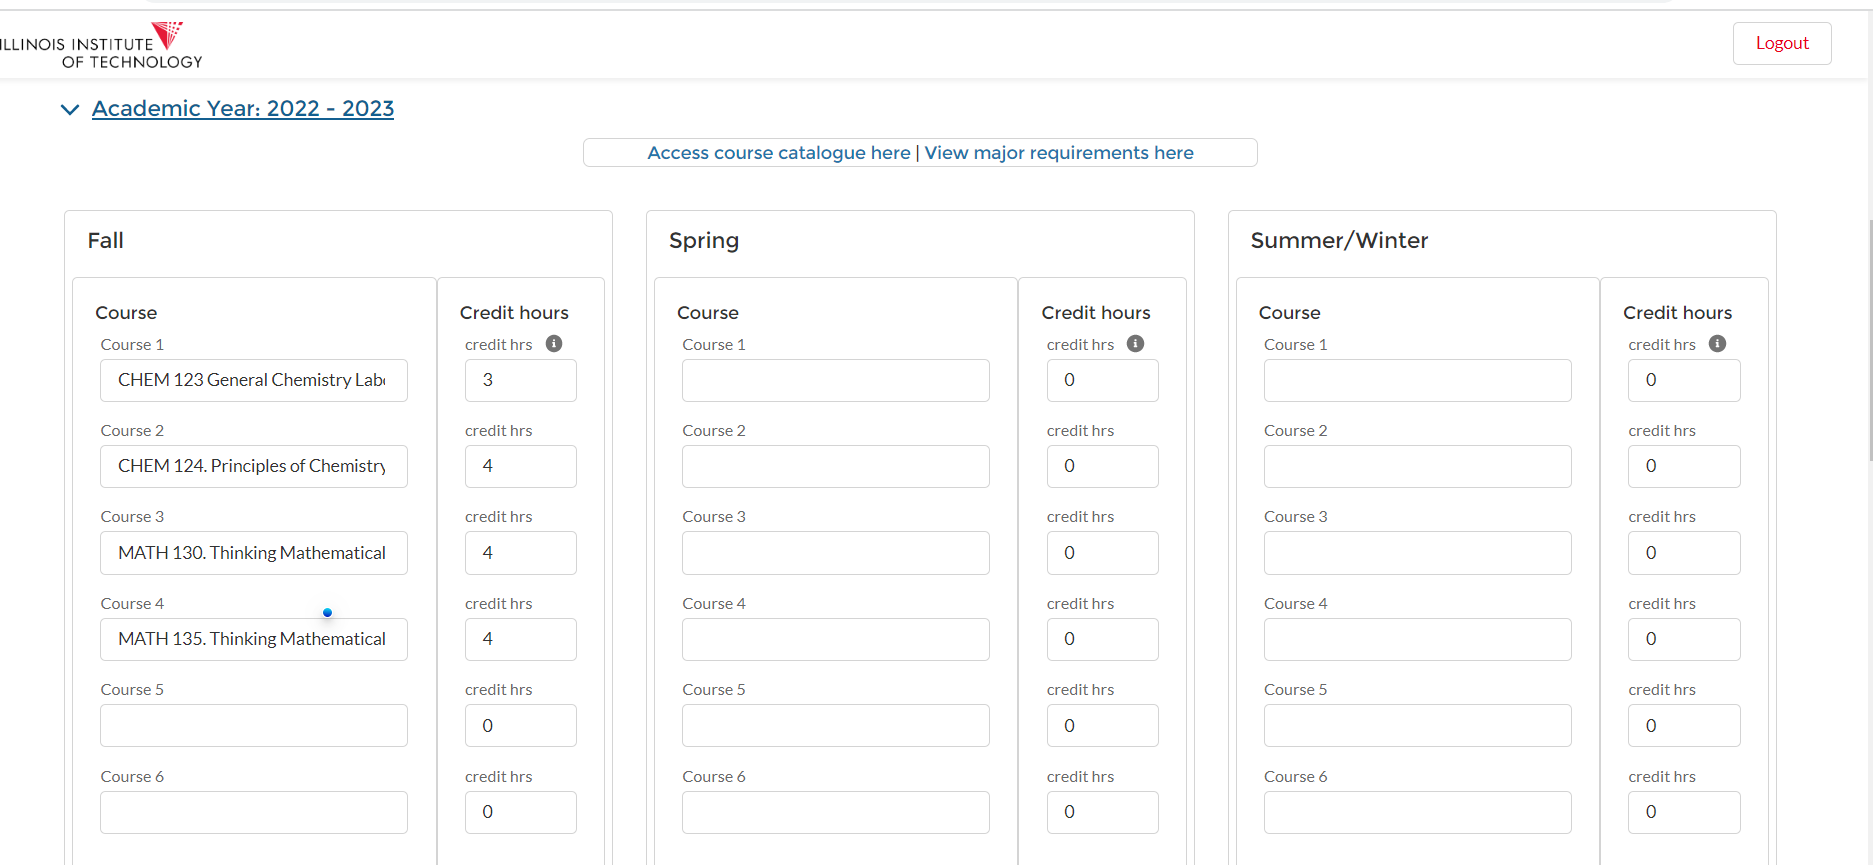 ILLINOIS INSTITUTE
OF TECHNOLOGY
Logout
Academic Year: 2022 - 2023
Access course catalogue here | View major requirements here
Fall
Course
Credit hours
Course 1
credit hrs
CHEM 123 General Chemistry Lab
3
Course 2
credit hrs
CHEM 124. Principles of Chemistry
4
Course 3
credit hrs
MATH 130. Thinking Mathematical
4
Course 4
credit hrs
MATH 135. Thinking Mathematical
4
Course 5
credit hrs
0
Course 6
credit hrs
0
Spring
Course
Credit hours
Course 1
credit hrs
0
Course 2
credit hrs
0
Course 3
credit hrs
0
Course 4
credit hrs
0
Course 5
credit hrs
0
Course 6
credit hrs
0
Summer/Winter
Course
Credit hours
Course 1
credit hrs
0
Course 2
credit hrs
0
Course 3
credit hrs
0
Course 4
credit hrs
0
Course 5
credit hrs
0
Course 6
credit hrs
0